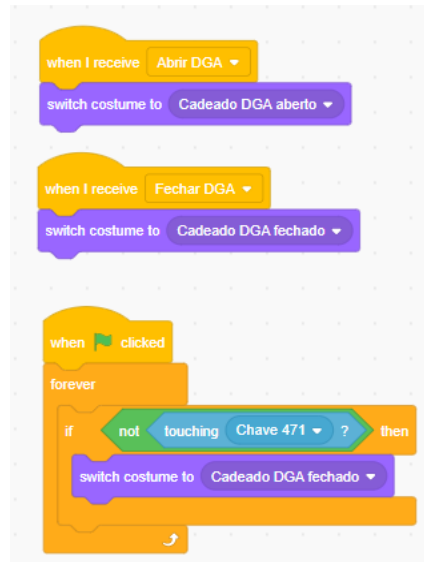 when I receive Abrir DGA
switch costume to Cadeado DGA aberto
when I receive Fechar DGA
switch costume to Cadeado DGA fechado
when clicked
forever
if not touching Chave 471 ? then
switch costume to Cadeado DGA fechado